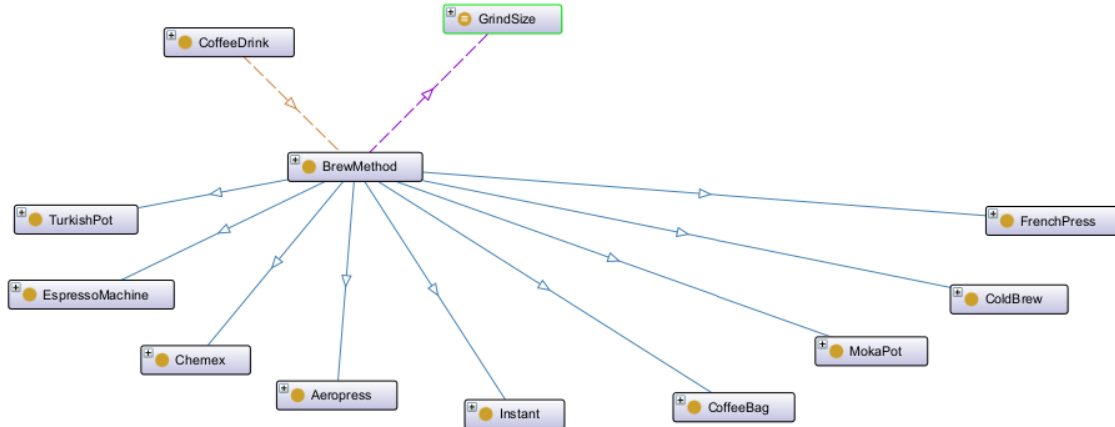 GrindSize
CoffeeDrink
BrewMethod
TurkishPot
FrenchPress
EspressoMachine
ColdBrew
Chemex
MokaPot
Aeropress
Instant
CoffeeBag